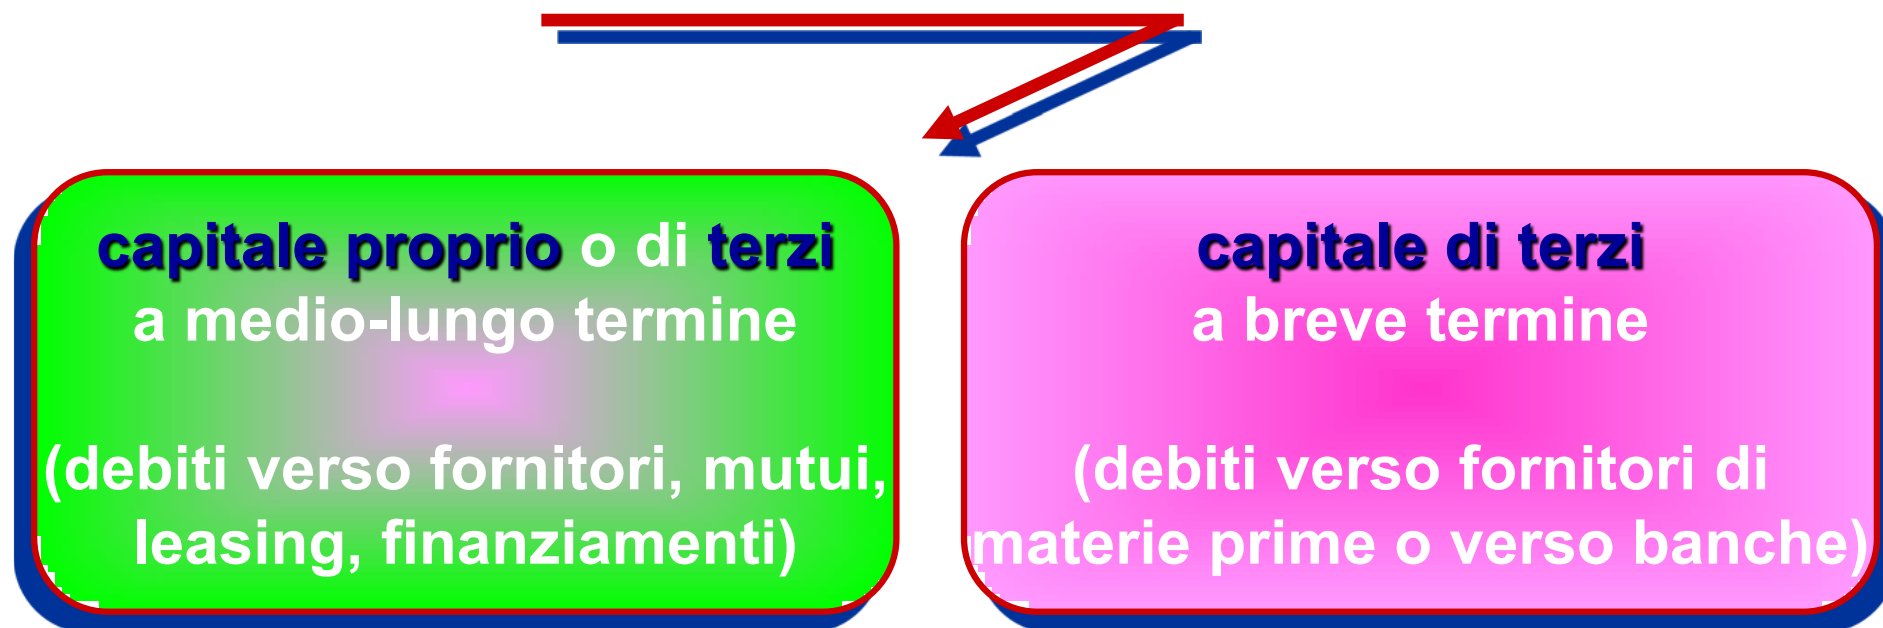 capitale proprio o di terzi
a medio-lungo termine
(debiti verso fornitori, mutui,
leasing, finanziamenti)
capitale di terzi
a breve termine
(debiti verso fornitori di
materie prime o verso banche)